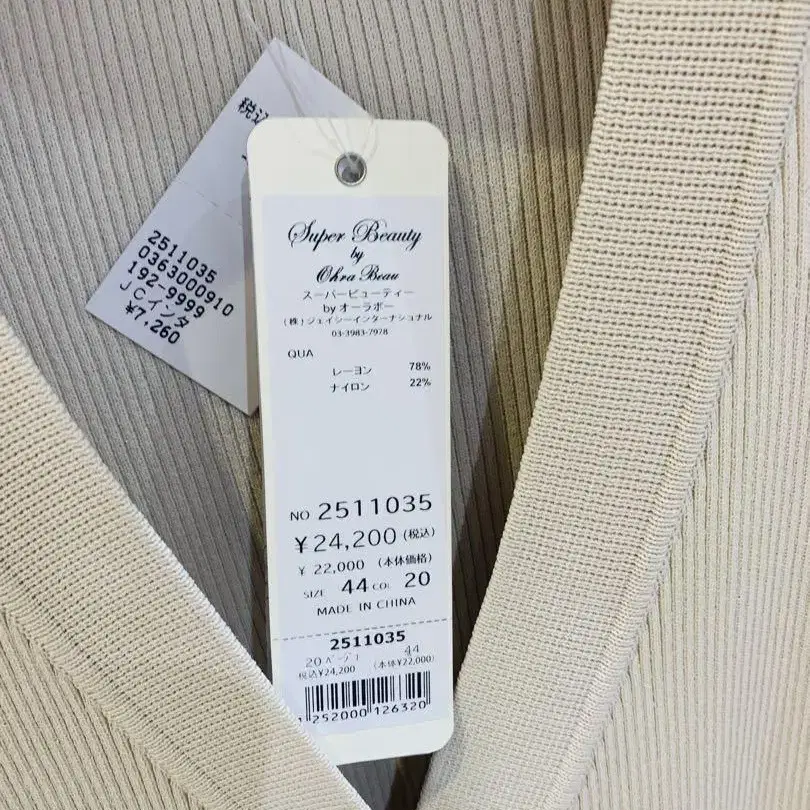 税込
2511035
0363000910
192-9999
JCインタ
¥7,260
Super Beauty
by
Ohra Beau
スーパービューティー
by オーラボー
(株)ジェイシーインターナショナル
03-3983-7978
QUA
レーヨン 78%
ナイロン 22%
NO 2511035
¥24,200 (税込)
¥ 22,000 (本体価格)
SIZE 44 COL 20
MADE IN CHINA
2511035
20 ベージュ 44
税込¥24,200 (本体¥22,000)
1 252000 126320